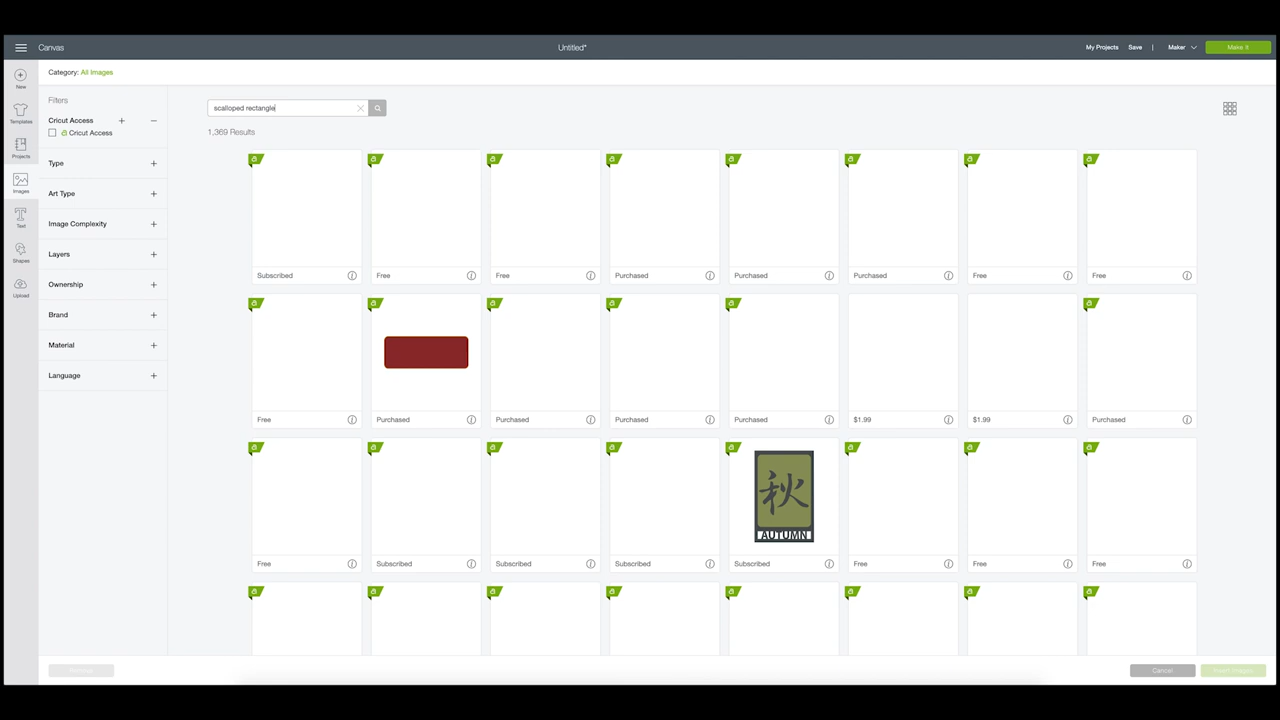 Canvas
Untitled*
My Projects
Save
|
Maker
Make It
New
Templates
Projects
Images
Text
Shapes
Upload
Category: All Images
Filters
Cricut Access
Cricut Access
Type
Art Type
Image Complexity
Layers
Ownership
Brand
Material
Language
scalloped rectangle
1,369 Results
Subscribed
Free
Free
Purchased
Purchased
Purchased
Free
Free
Free
Purchased
Purchased
Purchased
Purchased
$1.99
$1.99
Purchased
秋
AUTUMN
Free
Subscribed
Subscribed
Subscribed
Subscribed
Free
Free
Free
Cancel
Insert Images